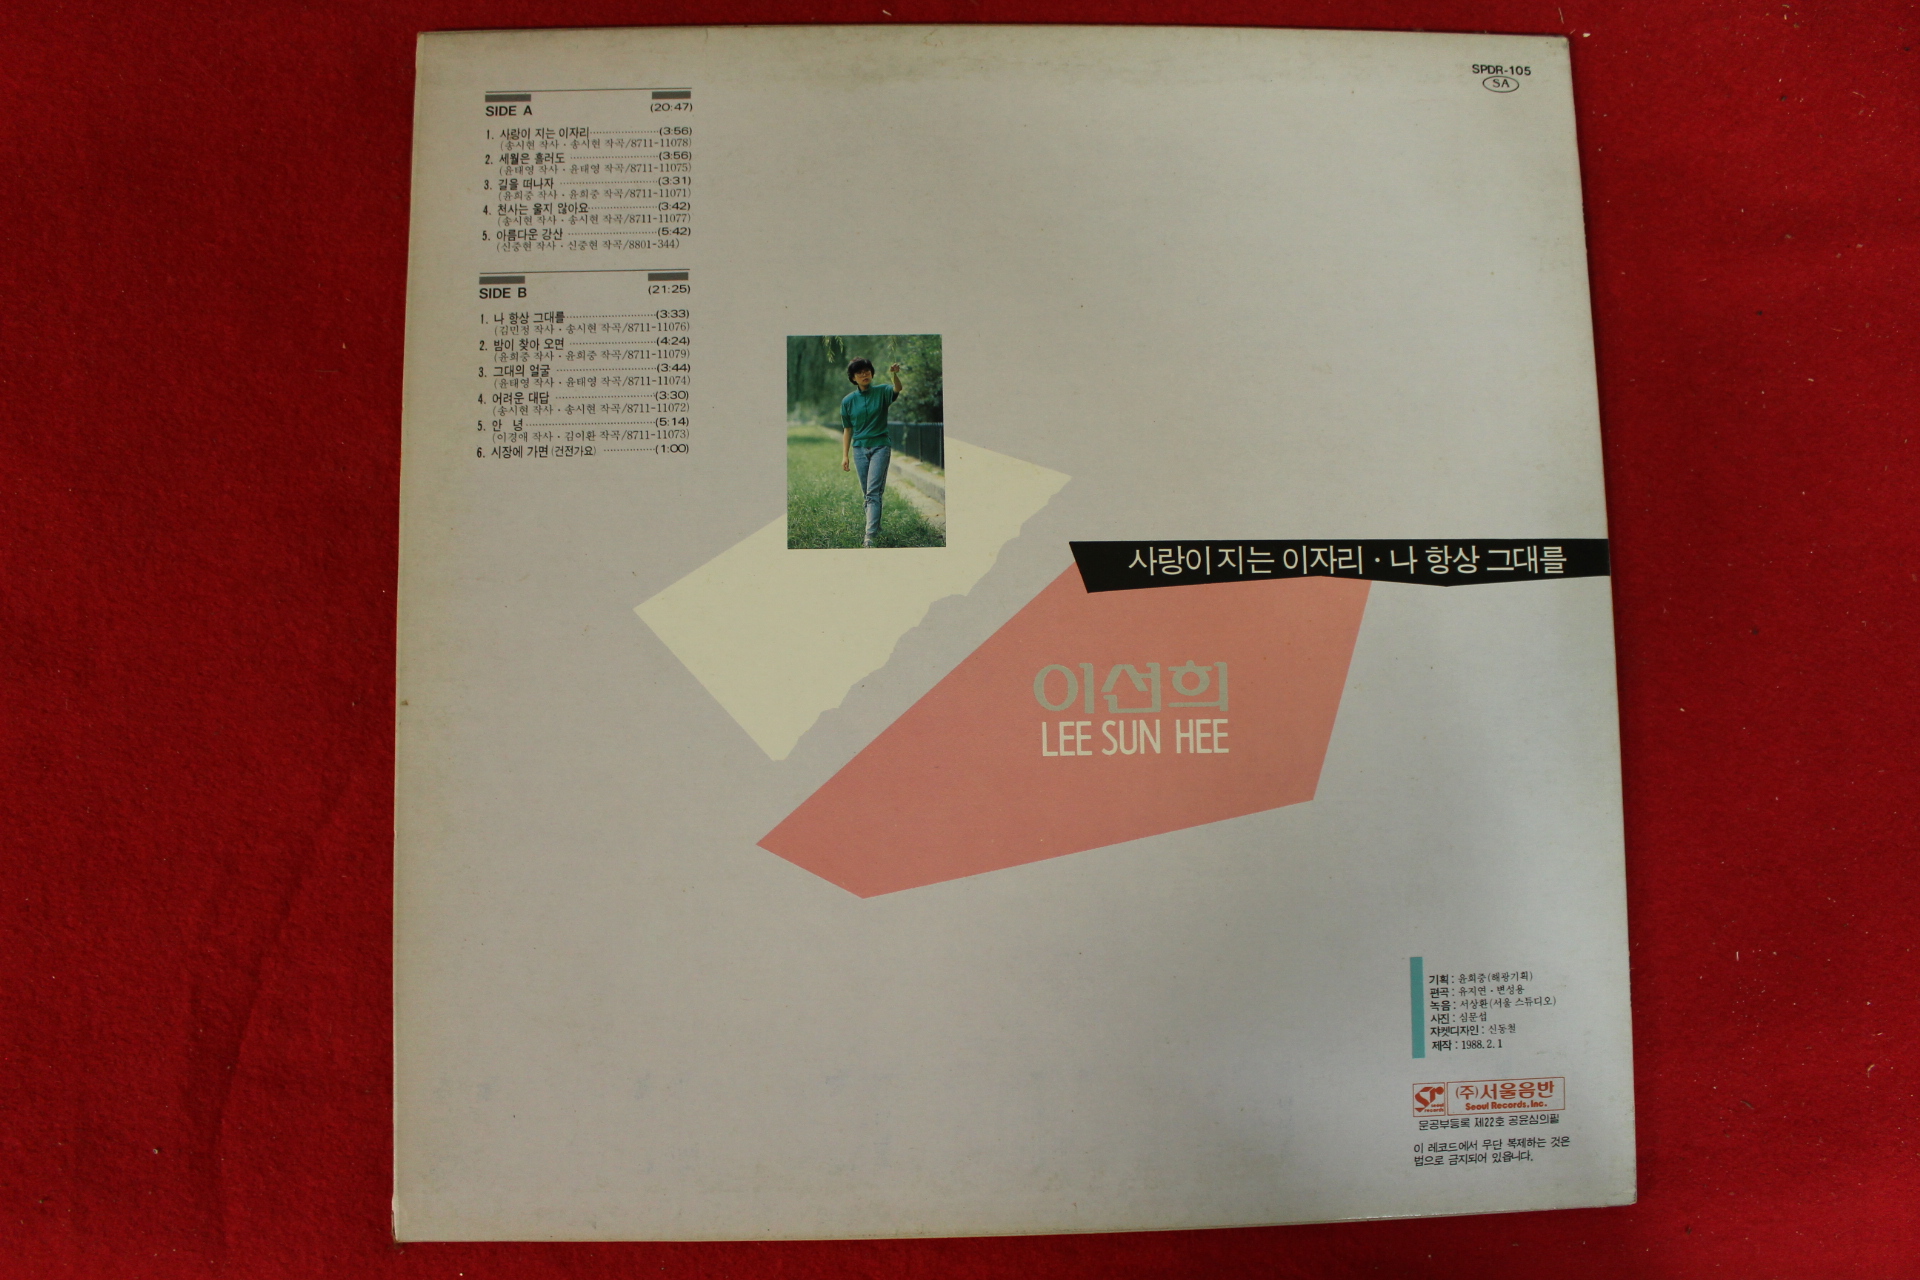 SPDR-105
SA
SIDE A (20:47)
1. 사랑이 지는 이자리 (3:56)
(송시현 작사·송시현 작곡/8711-11078)
2. 세월은 흘러도 (3:56)
(윤태영 작사·윤태영 작곡/8711-11075)
3. 길을 떠나자 (3:31)
(윤희중 작사·윤희중 작곡/8711-11071)
4. 천사는 울지 않아요 (3:42)
(송시현 작사·송시현 작곡/8711-11077)
5. 아름다운 강산 (5:42)
(신중현 작사·신중현 작곡/8801-344)
SIDE B (21:25)
1. 나 항상 그대를 (3:33)
(김민정 작사·송시현 작곡/8711-11076)
2. 밤이 찾아 오면 (4:24)
(윤희중 작사·윤희중 작곡/8711-11079)
3. 그대의 얼굴 (3:44)
(윤태영 작사·윤태영 작곡/8711-11074)
4. 어려운 대답 (3:30)
(송시현 작사·송시현 작곡/8711-11072)
5. 안 녕 (5:14)
(이경애 작사·김이환 작곡/8711-11073)
6. 시장에 가면(건전가요) (1:00)
사랑이 지는 이자리·나 항상 그대를
이선희
LEE SUN HEE
기획: 윤희중(해광기획)
편곡: 유지연·변성용
녹음: 서상환(서울 스튜디오)
사진: 심문섭
쟈켓디자인: 신동철
제작: 1988. 2. 1
SR seoul records (주)서울음반
Seoul Records, Inc.
문공부등록 제22호 공윤심의필
이 레코드에서 무단 복제하는 것은
법으로 금지되어 있읍니다.